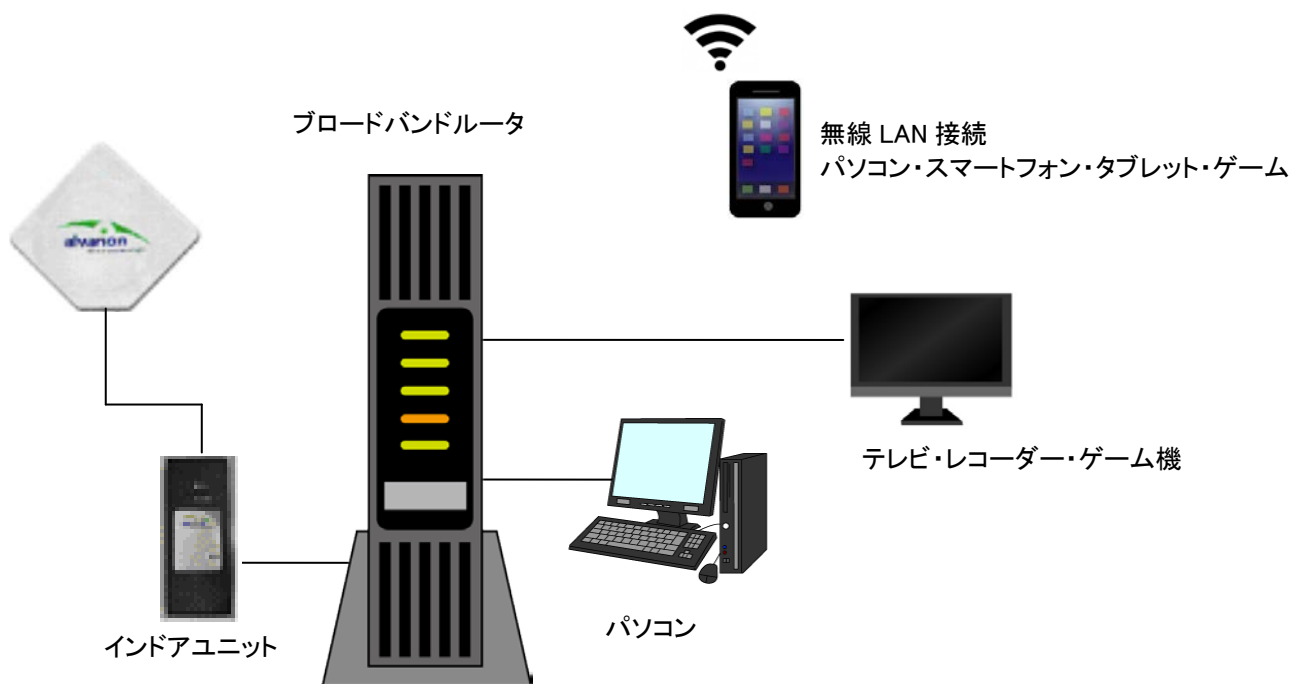 ブロードバンドルータ
無線 LAN 接続
パソコン・スマートフォン・タブレット・ゲーム
alvarion
テレビ・レコーダー・ゲーム機
パソコン
インドアユニット